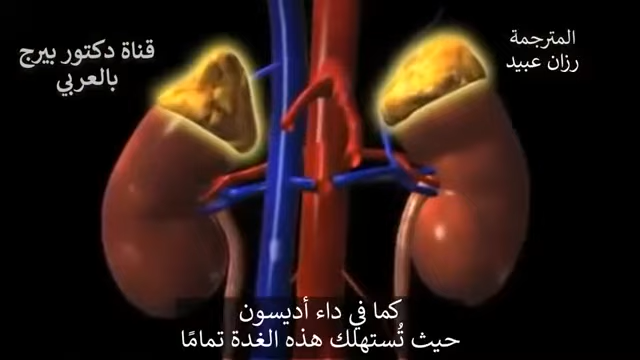 المترجمة
رزان عبيد
قناة دكتور بيرج
بالعربي
كما في داء أديسون
حيث تُستهلك هذه الغدة تمامًا